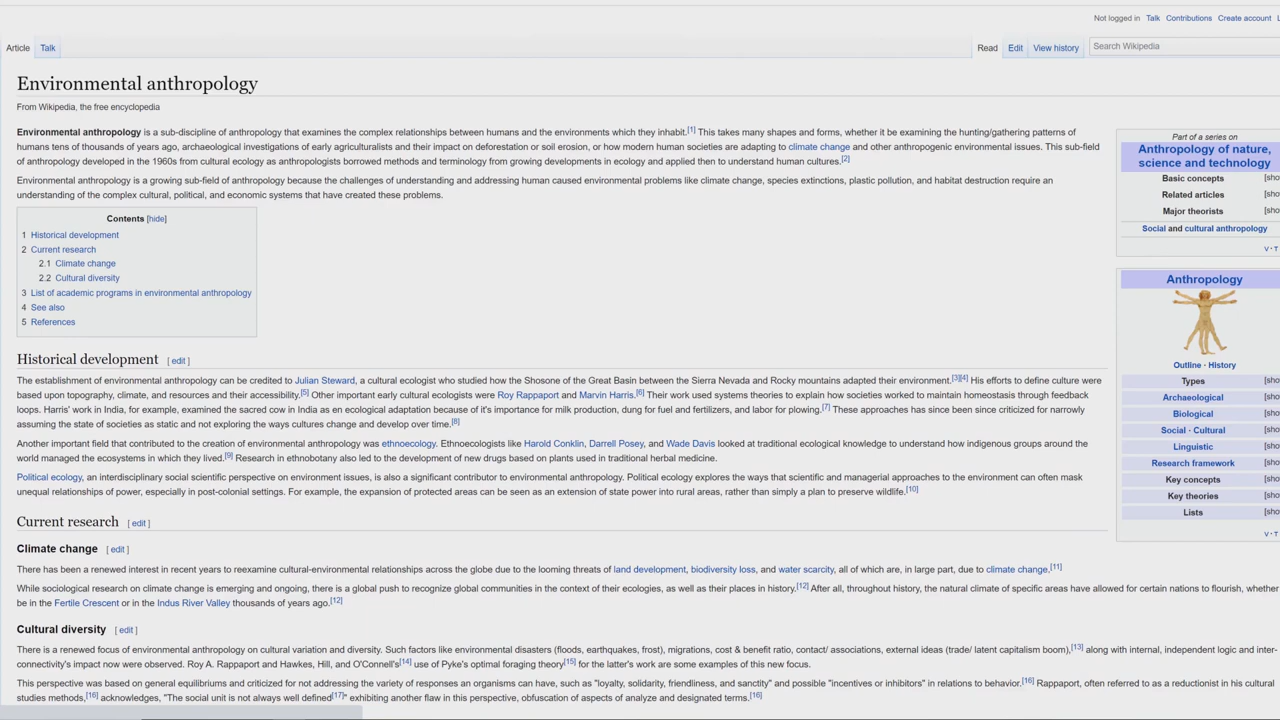 Not logged in Talk Contributions Create account
Article Talk
Read Edit View history Search Wikipedia
Environmental anthropology
From Wikipedia, the free encyclopedia
Environmental anthropology is a sub-discipline of anthropology that examines the complex relationships between humans and the environments which they inhabit.[1] This takes many shapes and forms, whether it be examining the hunting/gathering patterns of
humans tens of thousands of years ago, archaeological investigations of early agriculturalists and their impact on deforestation or soil erosion, or how modern human societies are adapting to climate change and other anthropogenic environmental issues. This sub-field
of anthropology developed in the 1960s from cultural ecology as anthropologists borrowed methods and terminology from growing developments in ecology and applied then to understand human cultures.[2]
Environmental anthropology is a growing sub-field of anthropology because the challenges of understanding and addressing human caused environmental problems like climate change, species extinctions, plastic pollution, and habitat destruction require an
understanding of the complex cultural, political, and economic systems that have created these problems.
Contents [hide]
1 Historical development
2 Current research
2.1 Climate change
2.2 Cultural diversity
3 List of academic programs in environmental anthropology
4 See also
5 References
Historical development [ edit ]
The establishment of environmental anthropology can be credited to Julian Steward, a cultural ecologist who studied how the Shosone of the Great Basin between the Sierra Nevada and Rocky mountains adapted their environment.[3][4] His efforts to define culture were
based upon topography, climate, and resources and their accessibility.[5] Other important early cultural ecologists were Roy Rappaport and Marvin Harris.[6] Their work used systems theories to explain how societies worked to maintain homeostasis through feedback
loops. Harris' work in India, for example, examined the sacred cow in India as en ecological adaptation because of it's importance for milk production, dung for fuel and fertilizers, and labor for plowing.[7] These approaches has since been since criticized for narrowly
assuming the state of societies as static and not exploring the ways cultures change and develop over time.[8]
Another important field that contributed to the creation of environmental anthropology was ethnoecology. Ethnoecologists like Harold Conklin, Darrell Posey, and Wade Davis looked at traditional ecological knowledge to understand how indigenous groups around the
world managed the ecosystems in which they lived.[9] Research in ethnobotany also led to the development of new drugs based on plants used in traditional herbal medicine.
Political ecology, an interdisciplinary social scientific perspective on environment issues, is also a significant contributor to environmental anthropology. Political ecology explores the ways that scientific and managerial approaches to the environment can often mask
unequal relationships of power, especially in post-colonial settings. For example, the expansion of protected areas can be seen as an extension of state power into rural areas, rather than simply a plan to preserve wildlife.[10]
Current research [ edit ]
Climate change [ edit ]
There has been a renewed interest in recent years to reexamine cultural-environmental relationships across the globe due to the looming threats of land development, biodiversity loss, and water scarcity, all of which are, in large part, due to climate change.[11]
While sociological research on climate change is emerging and ongoing, there is a global push to recognize global communities in the context of their ecologies, as well as their places in history.[12] After all, throughout history, the natural climate of specific areas have allowed for certain nations to flourish, whether
be in the Fertile Crescent or in the Indus River Valley thousands of years ago.[12]
Cultural diversity [ edit ]
There is a renewed focus of environmental anthropology on cultural variation and diversity. Such factors like environmental disasters (floods, earthquakes, frost), migrations, cost & benefit ratio, contact/ associations, external ideas (trade/ latent capitalism boom),[13] along with internal, independent logic and inter-
connectivity's impact now were observed. Roy A. Rappaport and Hawkes, Hill, and O'Connell's[14] use of Pyke's optimal foraging theory[15] for the latter's work are some examples of this new focus.
This perspective was based on general equilibriums and criticized for not addressing the variety of responses an organisms can have, such as "loyalty, solidarity, friendliness, and sanctity" and possible "incentives or inhibitors" in relations to behavior.[16] Rappaport, often referred to as a reductionist in his cultural
studies methods,[16] acknowledges, "The social unit is not always well defined[17]" exhibiting another flaw in this perspective, obfuscation of aspects of analyze and designated terms.[16]
Part of a series on
Anthropology of nature,
science and technology
Basic concepts [sho
Related articles [sho
Major theorists [sho
Social and cultural anthropology
V · T
Anthropology
Outline · History
Types [sho
Archaeological [sho
Biological [sho
Social · Cultural [sho
Linguistic [sho
Research framework [sho
Key concepts [sho
Key theories [sho
Lists [sho
V · T